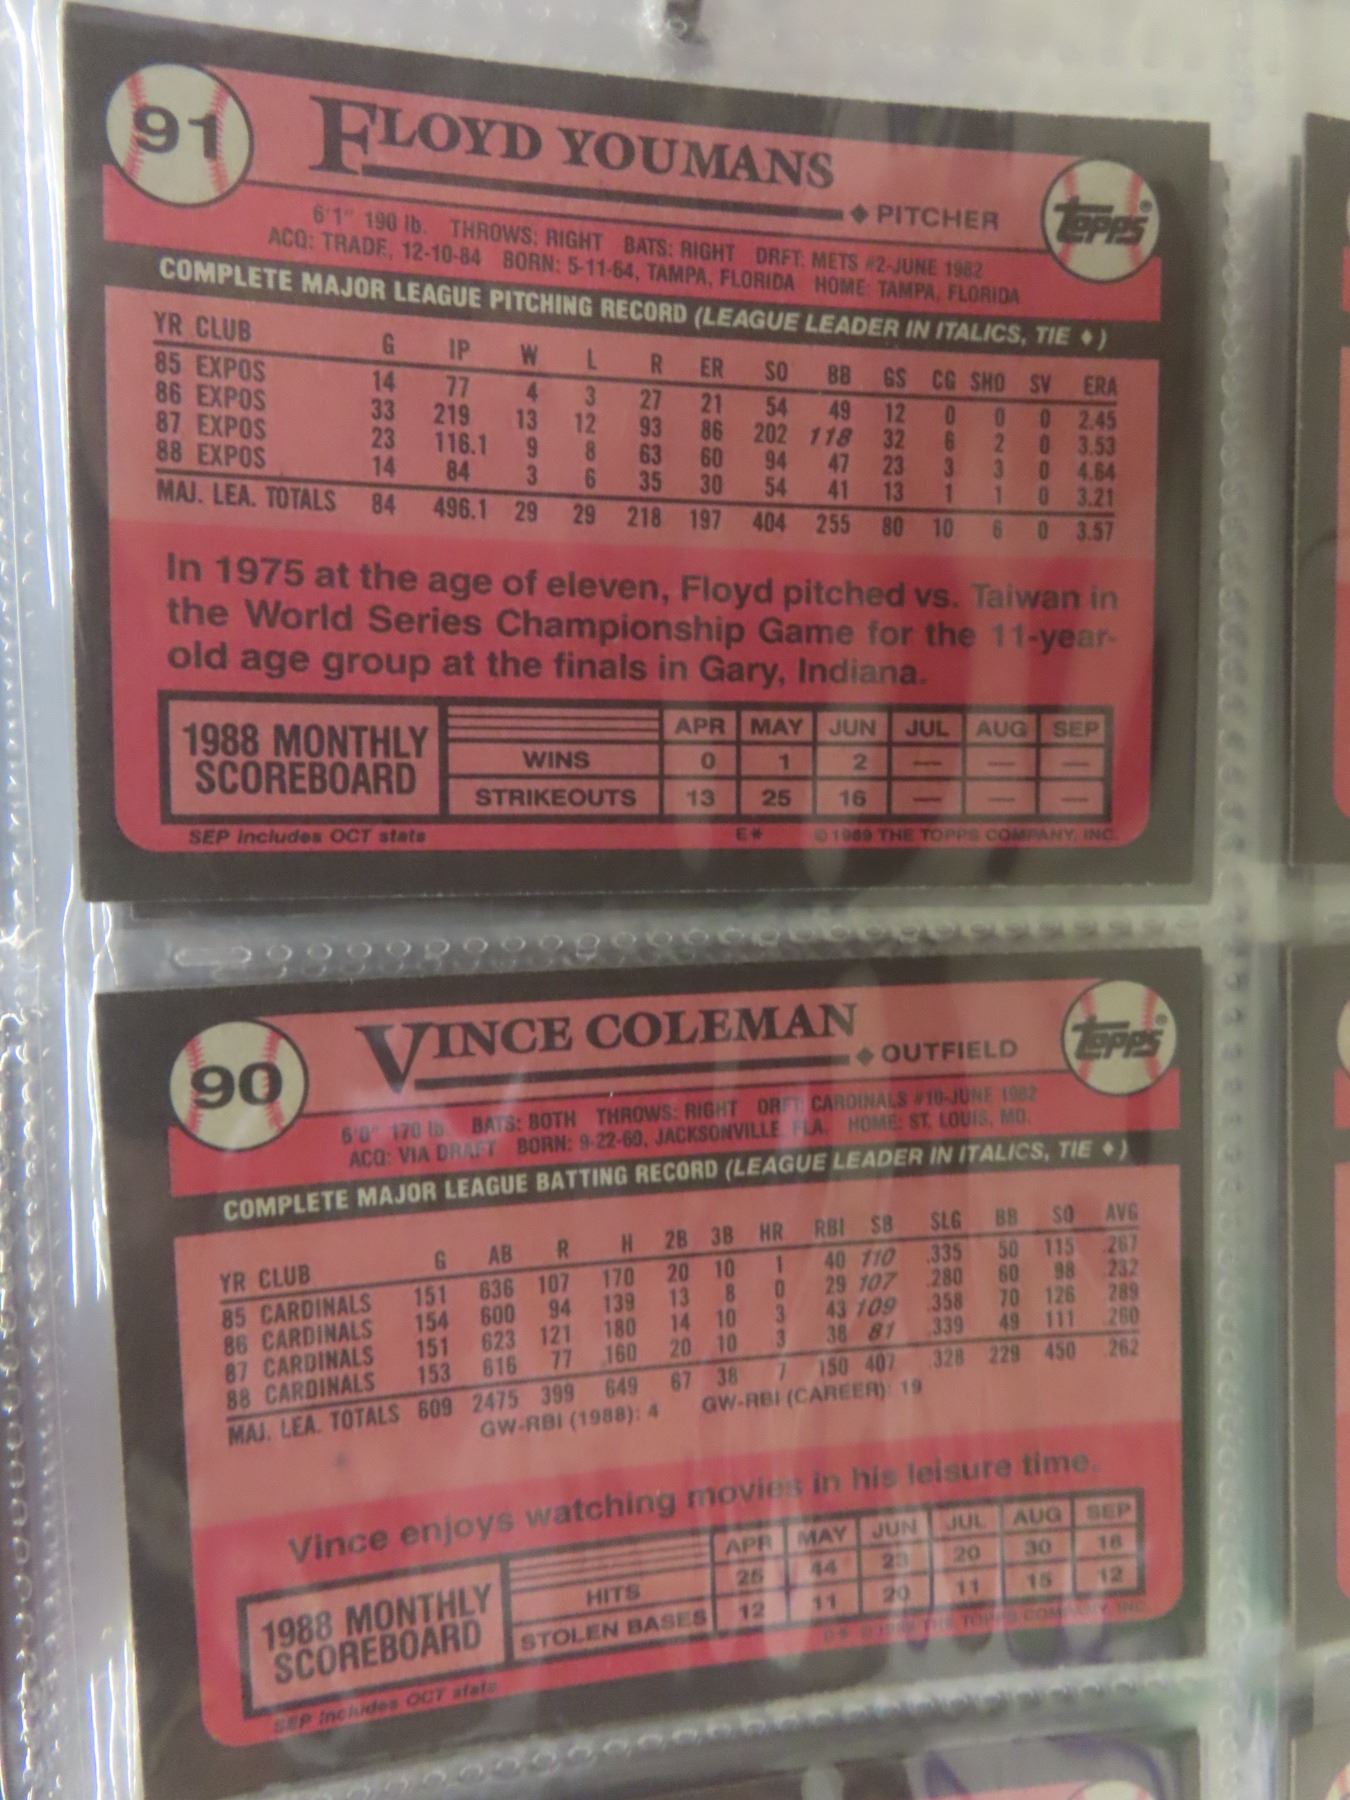 91
FLOYD YOUMANS
◆ PITCHER
Topps®
6'1" 190 lb. THROWS: RIGHT BATS: RIGHT DRFT: METS #2-JUNE 1982
ACQ: TRADE, 12-10-84 BORN: 5-11-64, TAMPA, FLORIDA HOME: TAMPA, FLORIDA
COMPLETE MAJOR LEAGUE PITCHING RECORD (LEAGUE LEADER IN ITALICS, TIE ♦)
YR CLUB G IP W L R ER SO BB GS CG SHO SV ERA
85 EXPOS 14 77 4 3 27 21 54 49 12 0 0 0 2.45
86 EXPOS 33 219 13 12 93 86 202 118 32 6 2 0 3.53
87 EXPOS 23 116.1 9 8 63 60 94 47 23 3 3 0 4.64
88 EXPOS 14 84 3 6 35 30 54 41 13 1 1 0 3.21
MAJ. LEA. TOTALS 84 496.1 29 29 218 197 404 255 80 10 6 0 3.57
In 1975 at the age of eleven, Floyd pitched vs. Taiwan in
the World Series Championship Game for the 11-year-
old age group at the finals in Gary, Indiana.
1988 MONTHLY
SCOREBOARD
APR MAY JUN JUL AUG SEP
WINS 0 1 2 — — —
STRIKEOUTS 13 25 16 — — —
SEP includes OCT stats E* © 1989 THE TOPPS COMPANY, INC.
90
VINCE COLEMAN
◆ OUTFIELD
Topps®
6'0" 170 lb. BATS: BOTH THROWS: RIGHT DRFT: CARDINALS #10-JUNE 1982
ACQ: VIA DRAFT BORN: 9-22-60, JACKSONVILLE, FLA. HOME: ST. LOUIS, MO.
COMPLETE MAJOR LEAGUE BATTING RECORD (LEAGUE LEADER IN ITALICS, TIE ♦)
YR CLUB G AB R H 2B 3B HR RBI SB SLG BB SO AVG
85 CARDINALS 151 636 107 170 20 10 1 40 110 .335 50 115 .267
86 CARDINALS 154 600 94 139 13 8 0 29 107 .280 60 98 .232
87 CARDINALS 151 623 121 180 14 10 3 43 109 .358 70 126 .289
88 CARDINALS 153 616 77 160 20 10 3 38 81 .339 49 111 .260
MAJ. LEA. TOTALS 609 2475 399 649 67 38 7 150 407 .328 229 450 .262
GW-RBI (1988): 4 GW-RBI (CAREER): 19
Vince enjoys watching movies in his leisure time.
1988 MONTHLY
SCOREBOARD
APR MAY JUN JUL AUG SEP
HITS 25 44 23 20 30 18
STOLEN BASES 12 11 20 11 15 12
SEP includes OCT stats THE TOPPS COMPANY, INC.